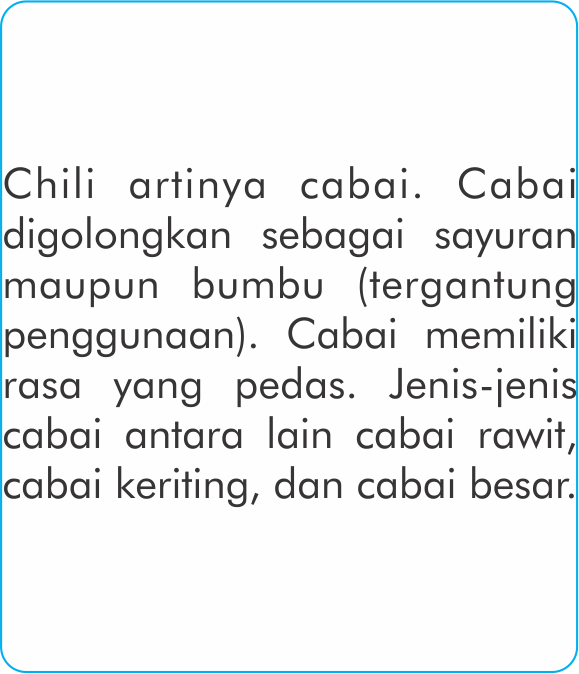 Chili artinya cabai. Cabai
digolongkan sebagai sayuran
maupun bumbu (tergantung
penggunaan). Cabai memiliki
rasa yang pedas. Jenis-jenis
cabai antara lain cabai rawit,
cabai keriting, dan cabai besar.